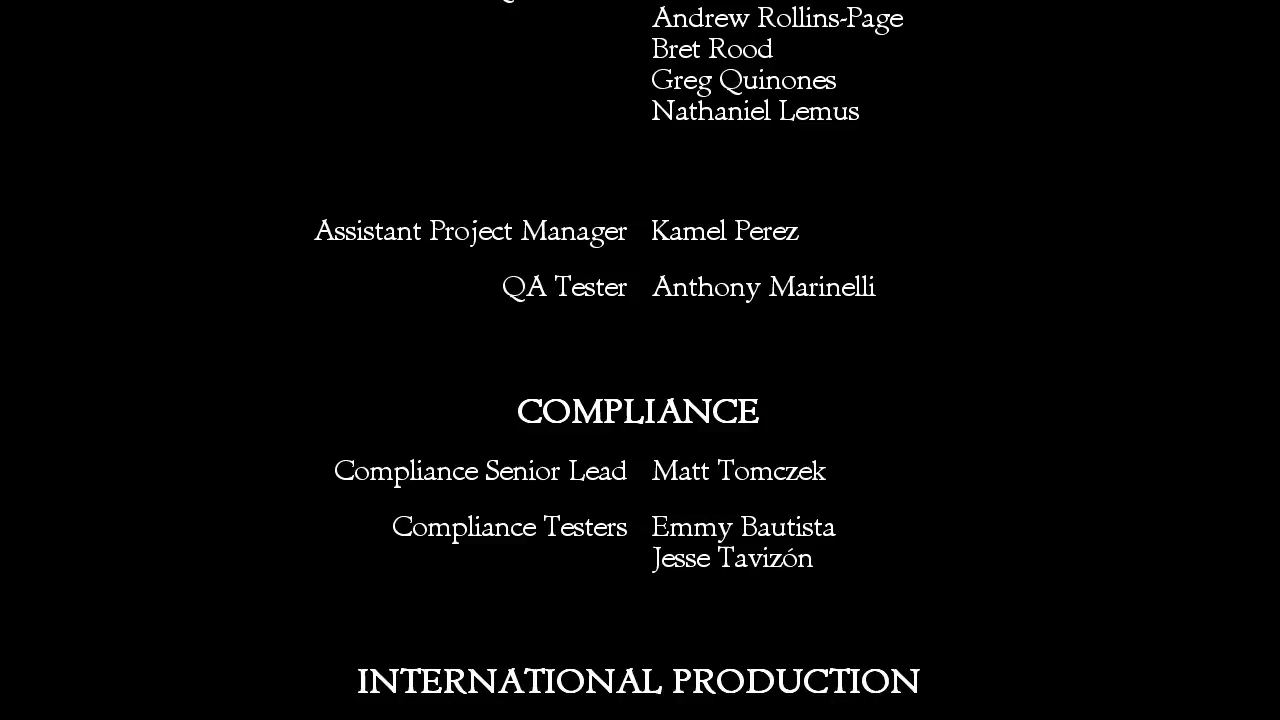 Andrew Rollins-Page
Bret Rood
Greg Quinones
Nathaniel Lemus
Assistant Project Manager Kamel Perez
QA Tester Anthony Marinelli
COMPLIANCE
Compliance Senior Lead Matt Tomczek
Compliance Testers Emmy Bautista
Jesse Tavizón
INTERNATIONAL PRODUCTION